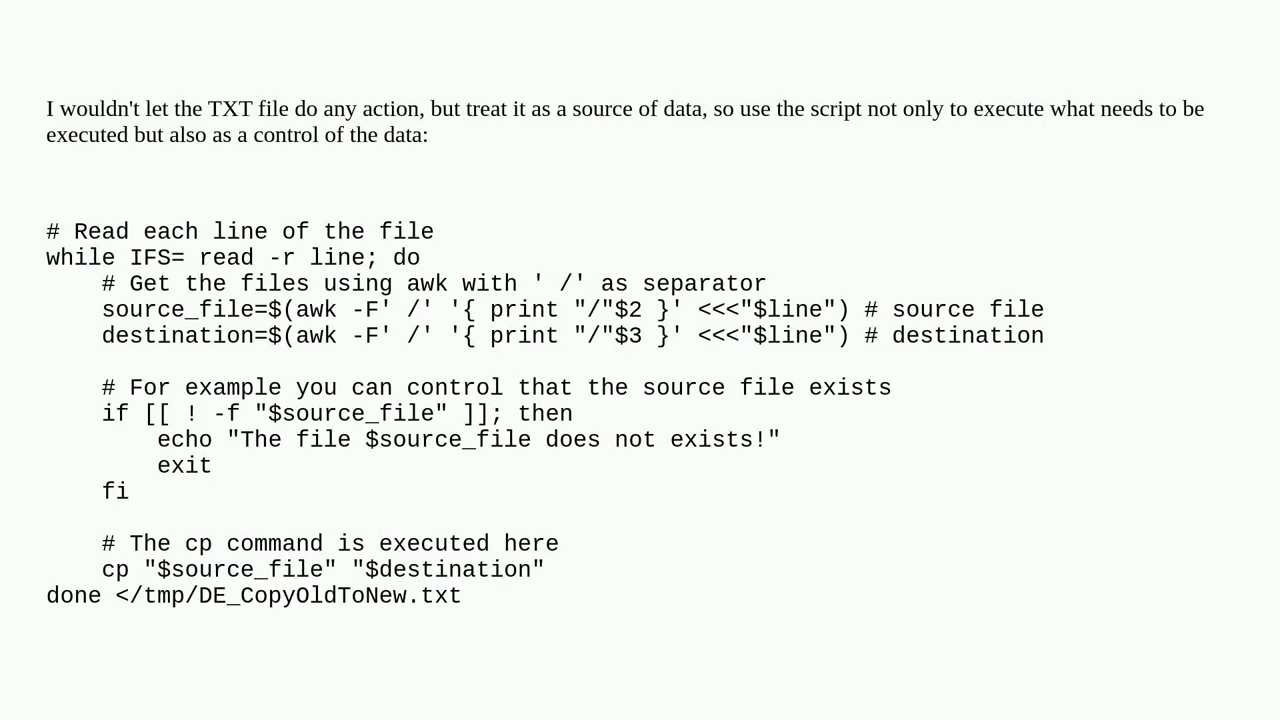 I wouldn't let the TXT file do any action, but treat it as a source of data, so use the script not only to execute what needs to be
executed but also as a control of the data:
# Read each line of the file
while IFS= read -r line; do
    # Get the files using awk with ' /' as separator
    source_file=$(awk -F' /' '{ print "/"$2 }' <<<"$line") # source file
    destination=$(awk -F' /' '{ print "/"$3 }' <<<"$line") # destination
    # For example you can control that the source file exists
    if [[ ! -f "$source_file" ]]; then
        echo "The file $source_file does not exists!"
        exit
    fi
    # The cp command is executed here
    cp "$source_file" "$destination"
done </tmp/DE_CopyOldToNew.txt